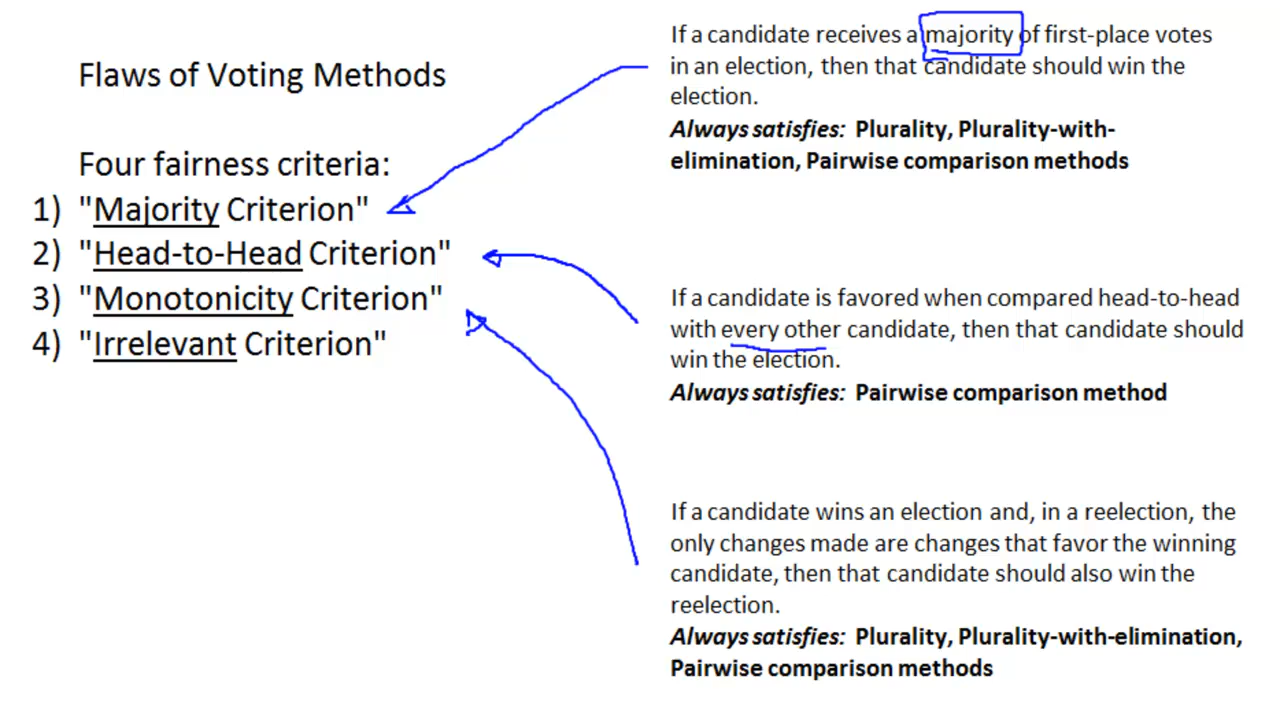 Flaws of Voting Methods
Four fairness criteria:
1) "Majority Criterion"
2) "Head-to-Head Criterion"
3) "Monotonicity Criterion"
4) "Irrelevant Criterion"
If a candidate receives a majority of first-place votes
in an election, then that candidate should win the
election.
Always satisfies: Plurality, Plurality-with-
elimination, Pairwise comparison methods
If a candidate is favored when compared head-to-head
with every other candidate, then that candidate should
win the election.
Always satisfies: Pairwise comparison method
If a candidate wins an election and, in a reelection, the
only changes made are changes that favor the winning
candidate, then that candidate should also win the
reelection.
Always satisfies: Plurality, Plurality-with-elimination,
Pairwise comparison methods